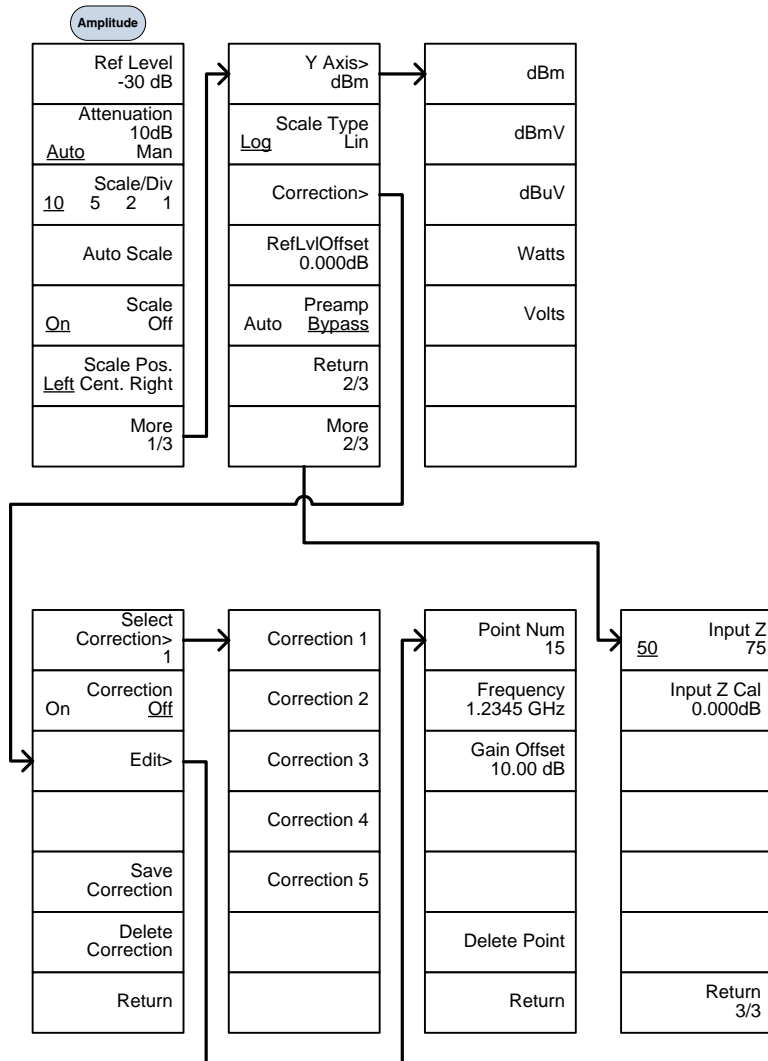 Amplitude
Ref Level
-30 dB
Attenuation
10dB
Auto Man
Scale/Div
10 5 2 1
Auto Scale
Scale
On Off
Scale Pos.
Left Cent. Right
More
1/3
Y Axis>
dBm
Scale Type
Log Lin
Correction>
RefLvlOffset
0.000dB
Preamp
Auto Bypass
Return
2/3
More
2/3
dBm
dBmV
dBuV
Watts
Volts
Select
Correction>
1
Correction
On Off
Edit>
Save
Correction
Delete
Correction
Return
Correction 1
Correction 2
Correction 3
Correction 4
Correction 5
Point Num
15
Frequency
1.2345 GHz
Gain Offset
10.00 dB
Delete Point
Return
Input Z
50 75
Input Z Cal
0.000dB
Return
3/3